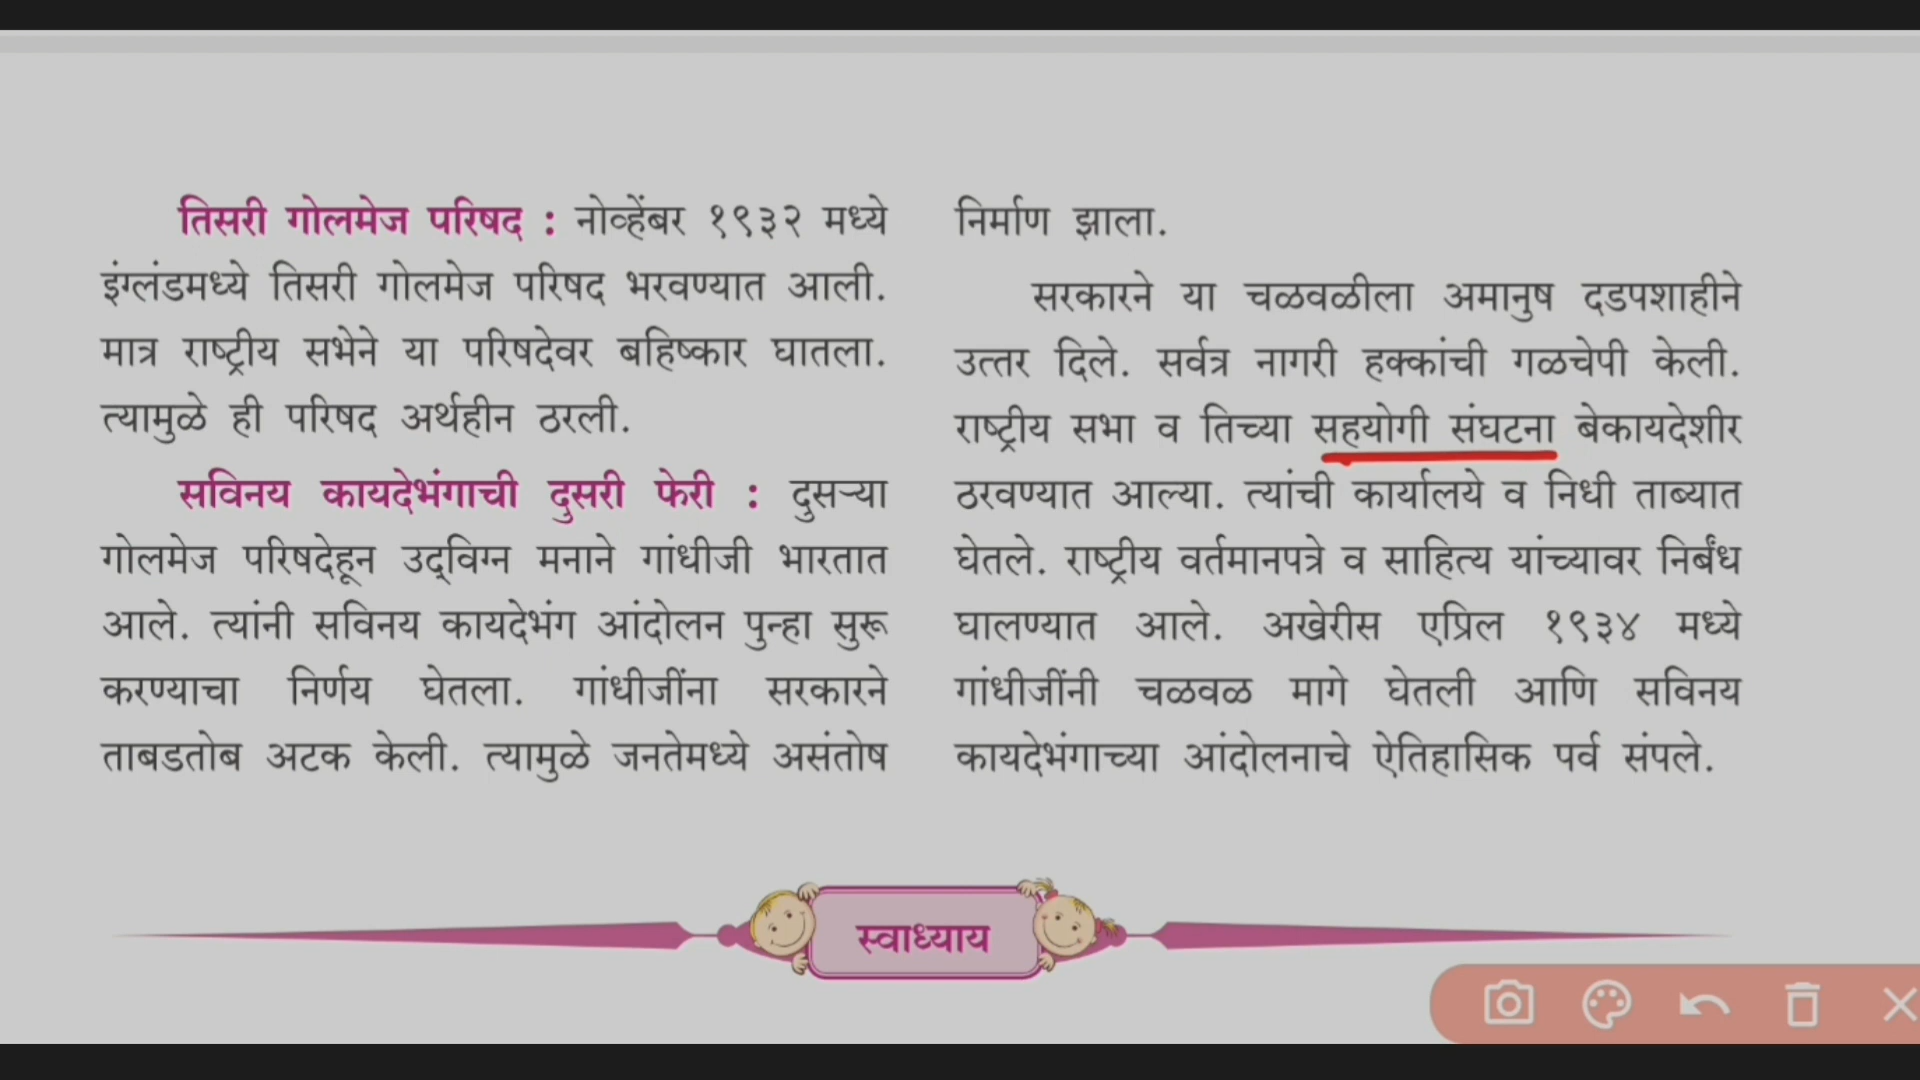 तिसरी गोलमेज परिषद : नोव्हेंबर १९३२ मध्ये
इंग्लंडमध्ये तिसरी गोलमेज परिषद भरवण्यात आली.
मात्र राष्ट्रीय सभेने या परिषदेवर बहिष्कार घातला.
त्यामुळे ही परिषद अर्थहीन ठरली.
सविनय कायदेभंगाची दुसरी फेरी : दुसऱ्या
गोलमेज परिषदेहून उद्‌विग्न मनाने गांधीजी भारतात
आले. त्यांनी सविनय कायदेभंग आंदोलन पुन्हा सुरू
करण्याचा निर्णय घेतला. गांधीजींना सरकारने
ताबडतोब अटक केली. त्यामुळे जनतेमध्ये असंतोष
निर्माण झाला.
सरकारने या चळवळीला अमानुष दडपशाहीने
उत्तर दिले. सर्वत्र नागरी हक्कांची गळचेपी केली.
राष्ट्रीय सभा व तिच्या सहयोगी संघटना बेकायदेशीर
ठरवण्यात आल्या. त्यांची कार्यालये व निधी ताब्यात
घेतले. राष्ट्रीय वर्तमानपत्रे व साहित्य यांच्यावर निर्बंध
घालण्यात आले. अखेरीस एप्रिल १९३४ मध्ये
गांधीजींनी चळवळ मागे घेतली आणि सविनय
कायदेभंगाच्या आंदोलनाचे ऐतिहासिक पर्व संपले.
स्वाध्याय